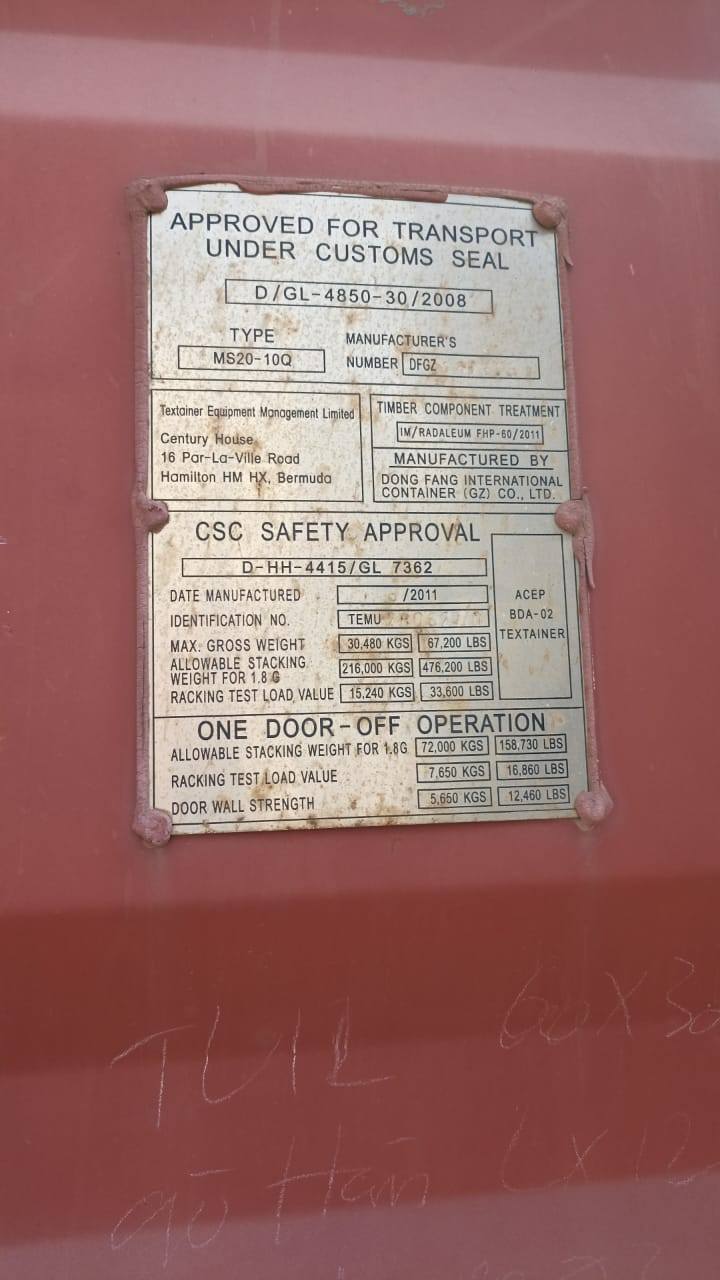 APPROVED FOR TRANSPORT
UNDER CUSTOMS SEAL
D/GL-4850-30/2008
TYPE
MS20-10Q
MANUFACTURER'S
NUMBER DFGZ
Textainer Equipment Management Limited
Century House
16 Par-La-Ville Road
Hamilton HM HX, Bermuda
TIMBER COMPONENT TREATMENT
IM/RADALEUM FHP-60/2011
MANUFACTURED BY
DONG FANG INTERNATIONAL
CONTAINER (GZ) CO., LTD.
CSC SAFETY APPROVAL
D-HH-4415/GL 7362
DATE MANUFACTURED /2011
IDENTIFICATION NO. TEMU
MAX. GROSS WEIGHT 30,480 KGS 67,200 LBS
ALLOWABLE STACKING
WEIGHT FOR 1.8 G 216,000 KGS 476,200 LBS
RACKING TEST LOAD VALUE 15,240 KGS 33,600 LBS
ACEP
BDA-02
TEXTAINER
ONE DOOR-OFF OPERATION
ALLOWABLE STACKING WEIGHT FOR 1.8G 72,000 KGS 158,730 LBS
RACKING TEST LOAD VALUE 7,650 KGS 16,860 LBS
DOOR WALL STRENGTH 5,650 KGS 12,460 LBS